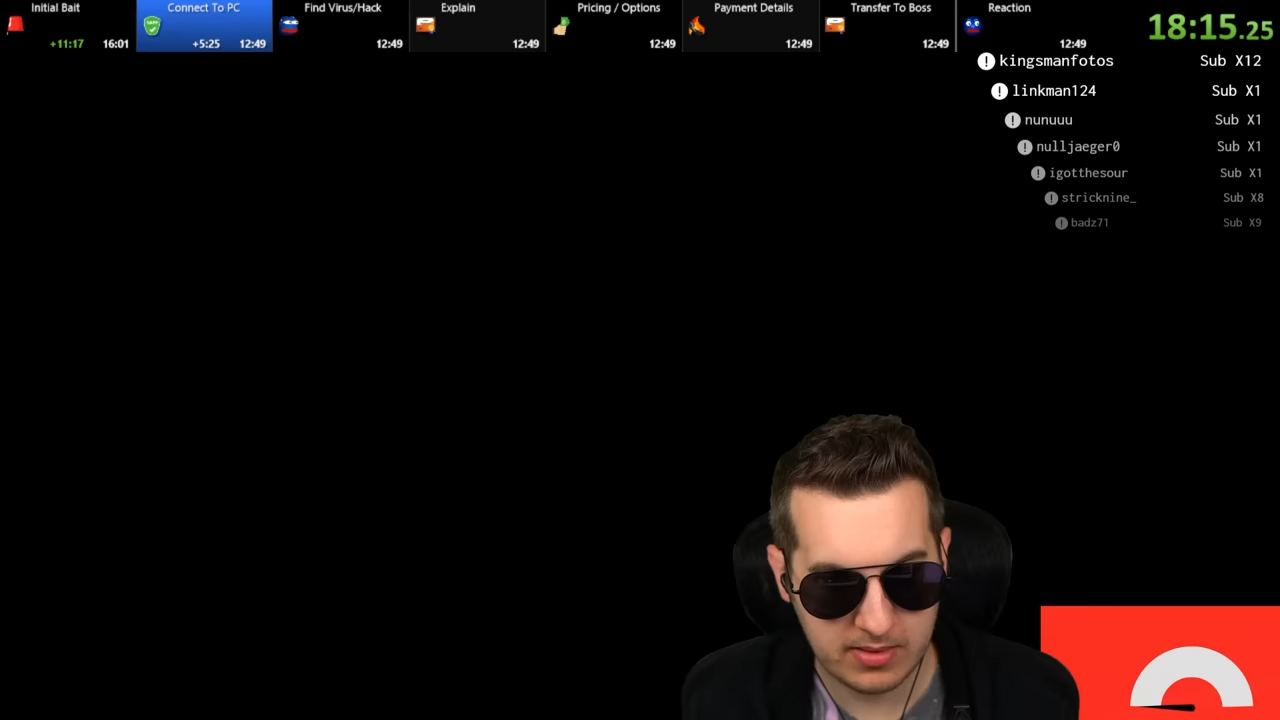 Initial Bait
+11:17 16:01
Connect To PC
+5:25 12:49
Find Virus/Hack
12:49
Explain
12:49
Pricing / Options
12:49
Payment Details
12:49
Transfer To Boss
12:49
Reaction
12:49
18:15.25
kingsmanfotos Sub X12
linkman124 Sub X1
nunuuu Sub X1
nulljaeger0 Sub X1
igotthesour Sub X1
stricknine_ Sub X8
badz71 Sub X9